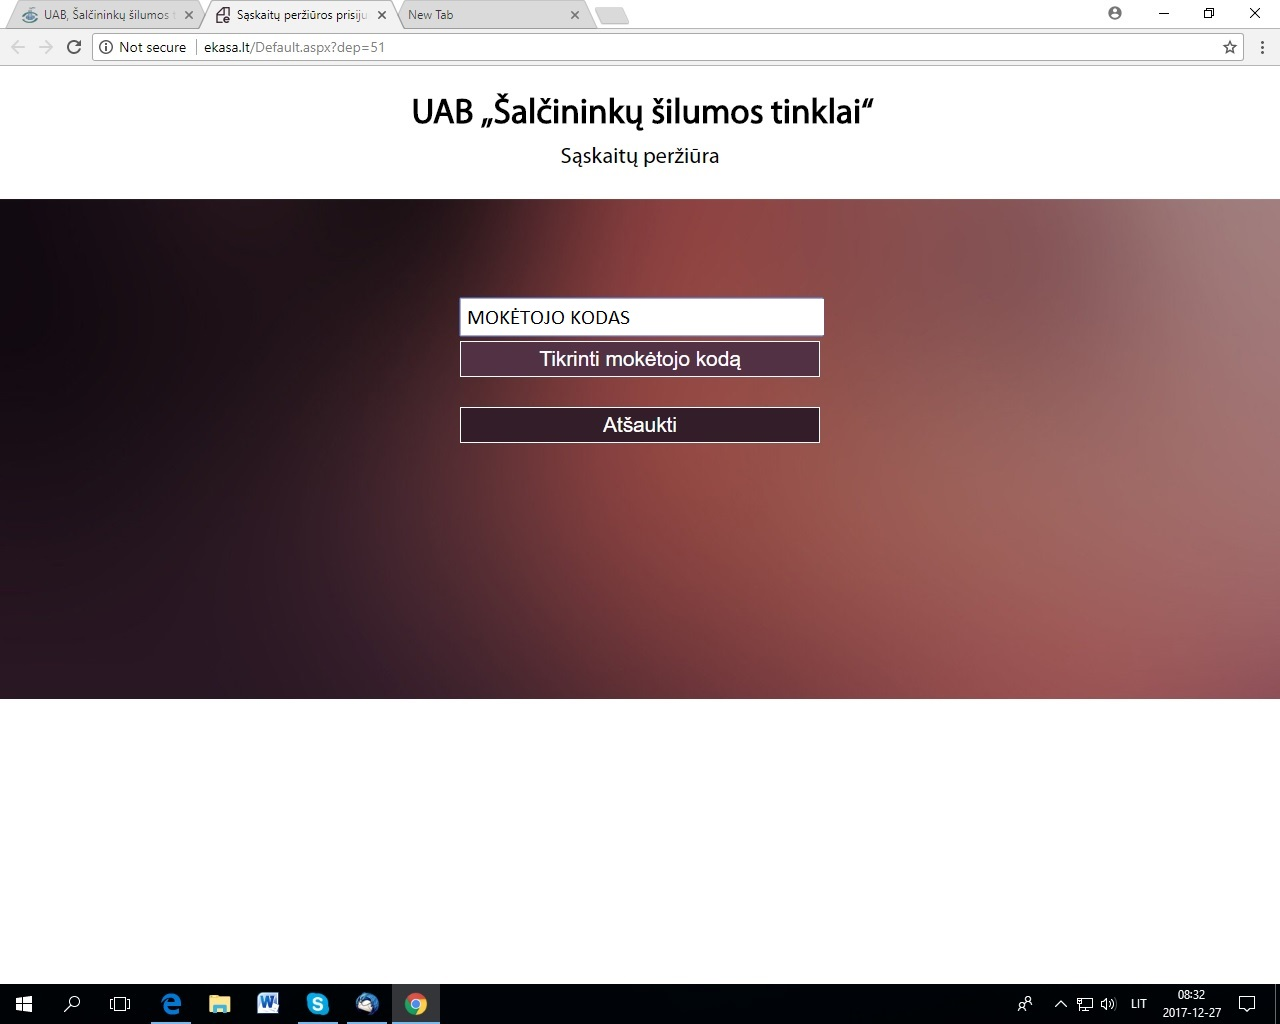 UAB, Šalčininkų šilumos t
Sąskaitų peržiūros prisiju
New Tab
Not secure
ekasa.lt/Default.aspx?dep=51
UAB „Šalčininkų šilumos tinklai“
Sąskaitų peržiūra
MOKĖTOJO KODAS
Tikrinti mokėtojo kodą
Atšaukti
LIT
08:32
2017-12-27